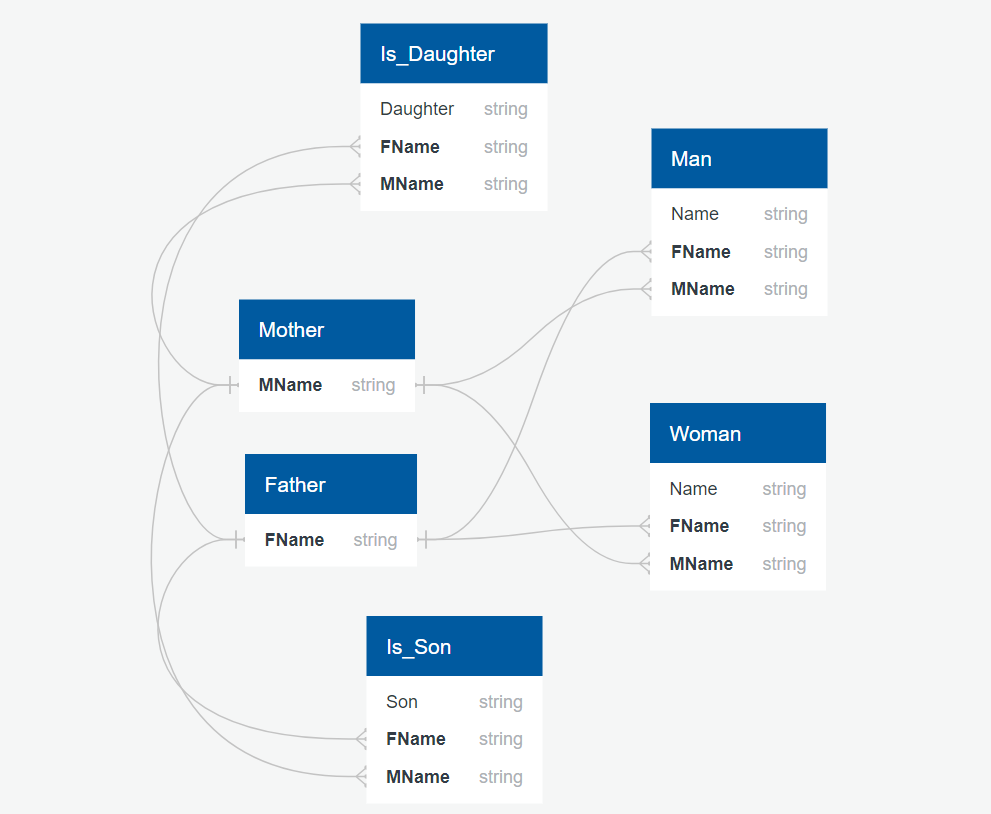 Is_Daughter
Daughter string
FName string
MName string
Man
Name string
FName string
MName string
Mother
MName string
Woman
Name string
FName string
MName string
Father
FName string
Is_Son
Son string
FName string
MName string